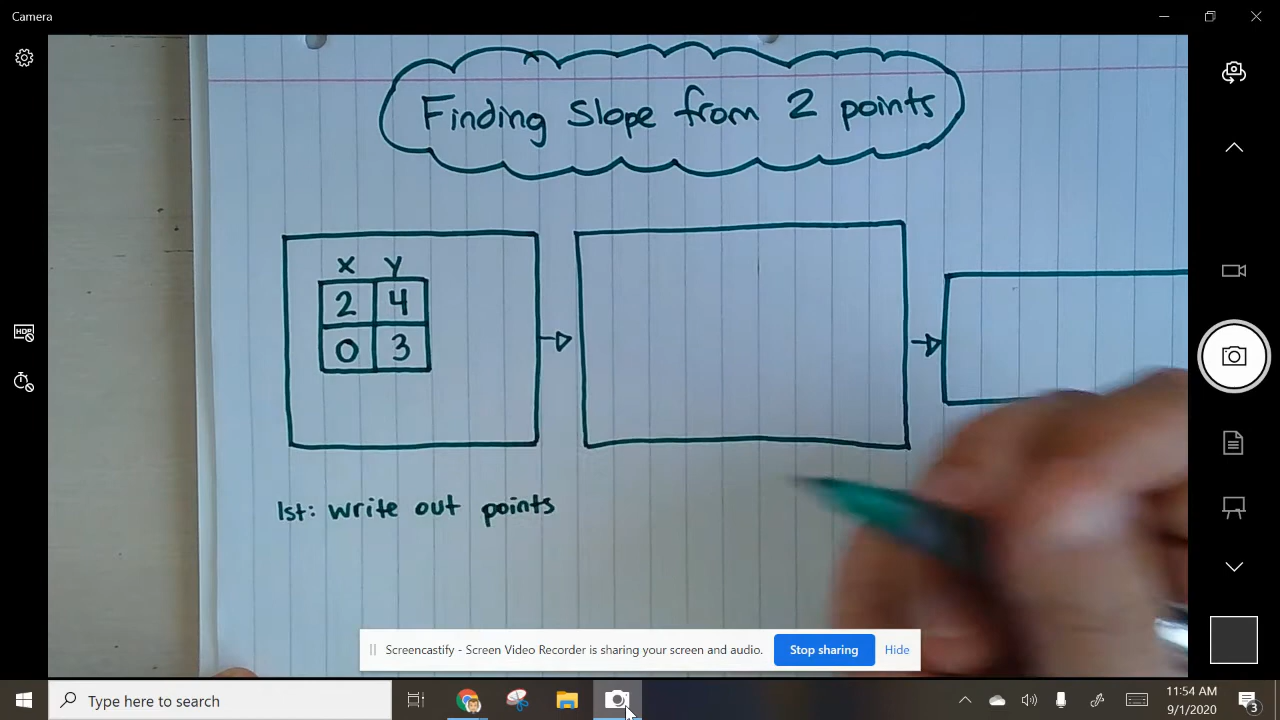 Camera
Finding Slope from 2 points
x y
2 4
0 3
1st: write out points
Screencastify - Screen Video Recorder is sharing your screen and audio. Stop sharing Hide
Type here to search
11:54 AM
9/1/2020
3